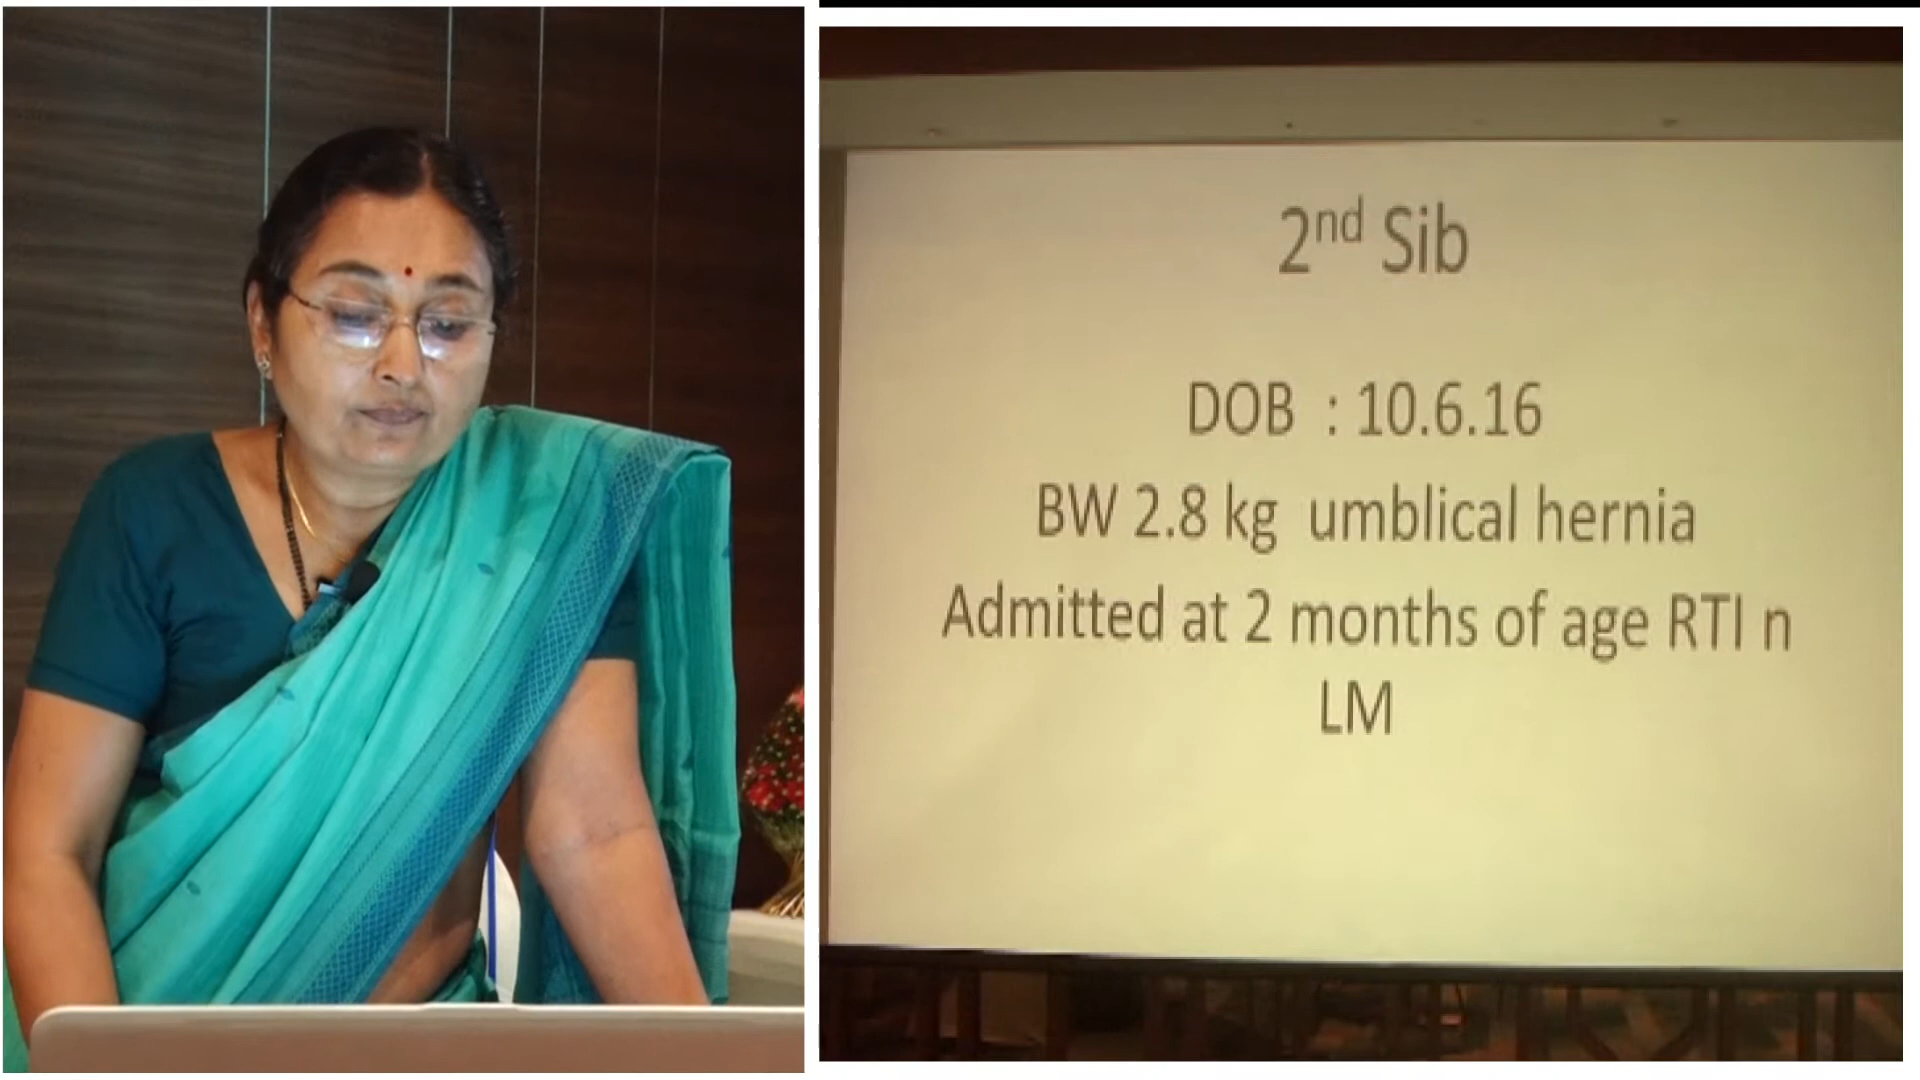 2nd Sib
DOB : 10.6.16
BW 2.8 kg umblical hernia
Admitted at 2 months of age RTI n
LM